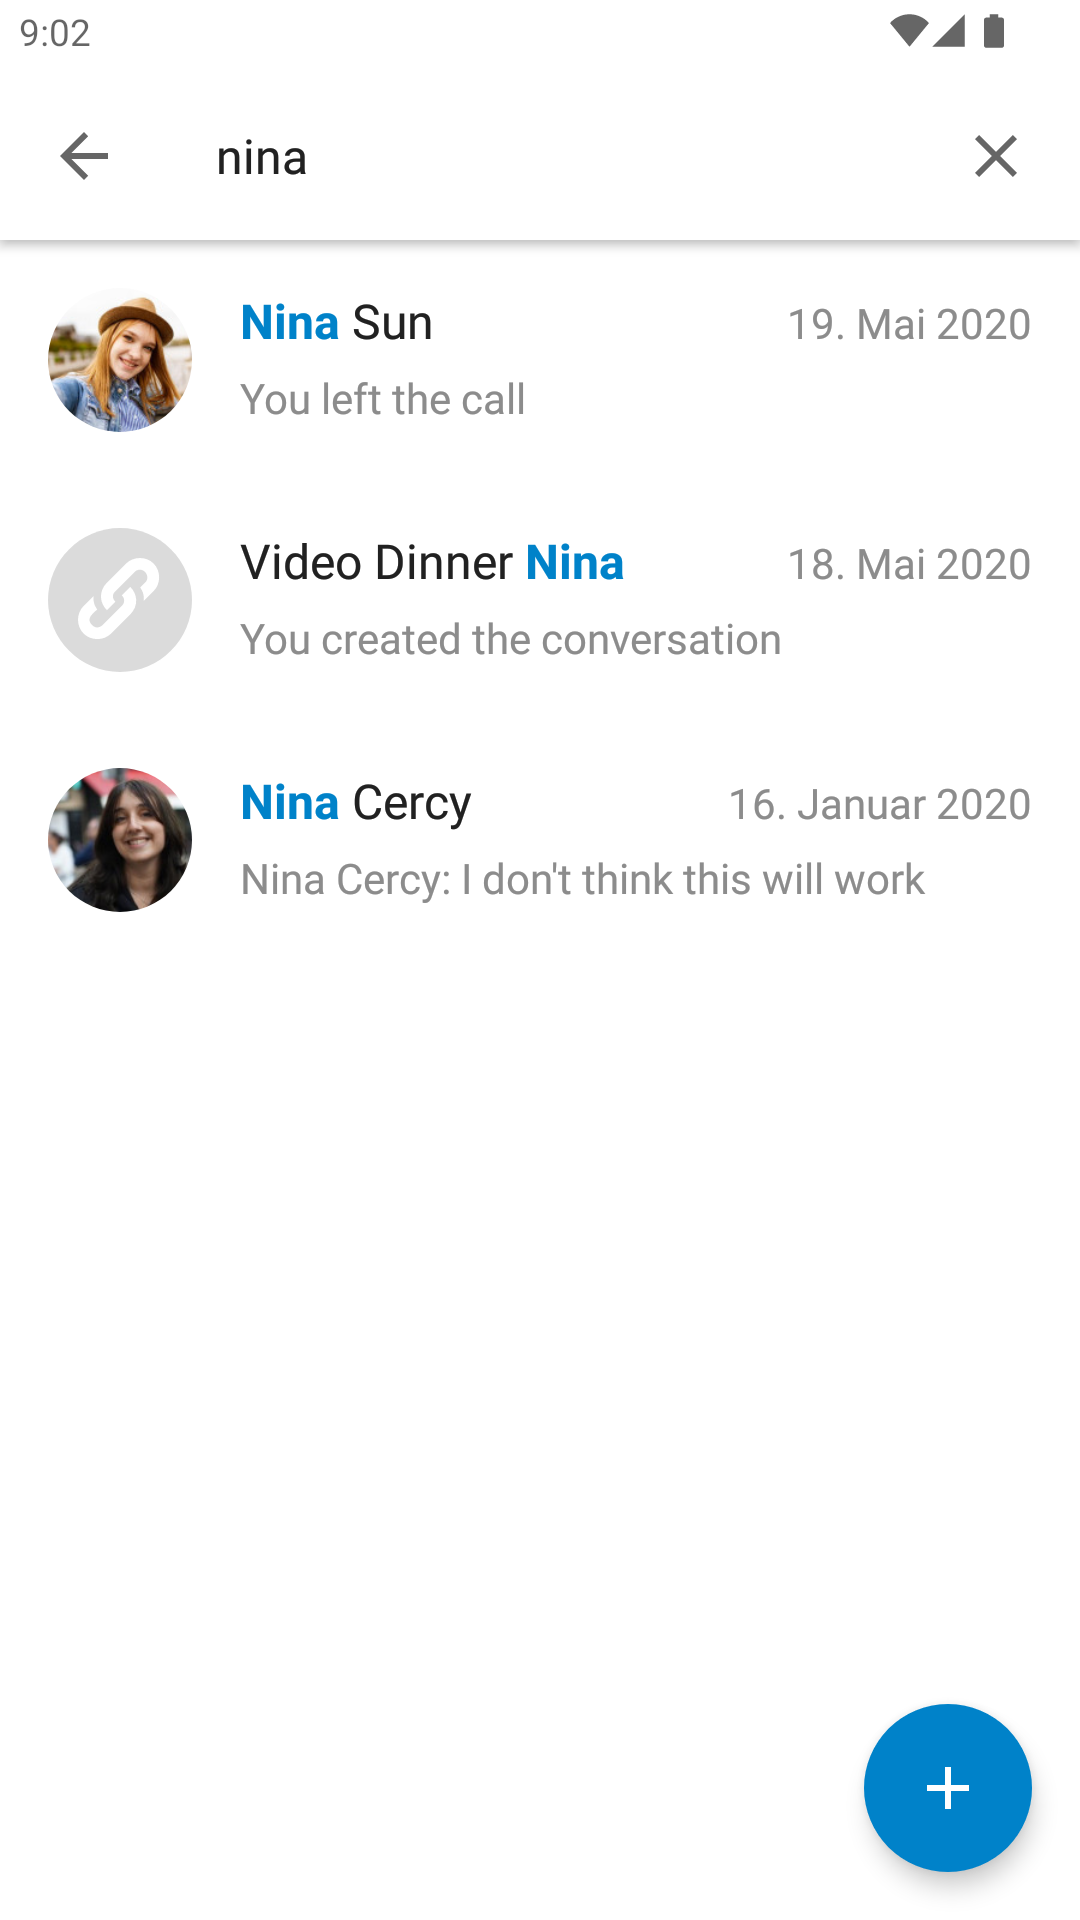 9:02
nina
Nina Sun 19. Mai 2020
You left the call
Video Dinner Nina 18. Mai 2020
You created the conversation
Nina Cercy 16. Januar 2020
Nina Cercy: I don't think this will work